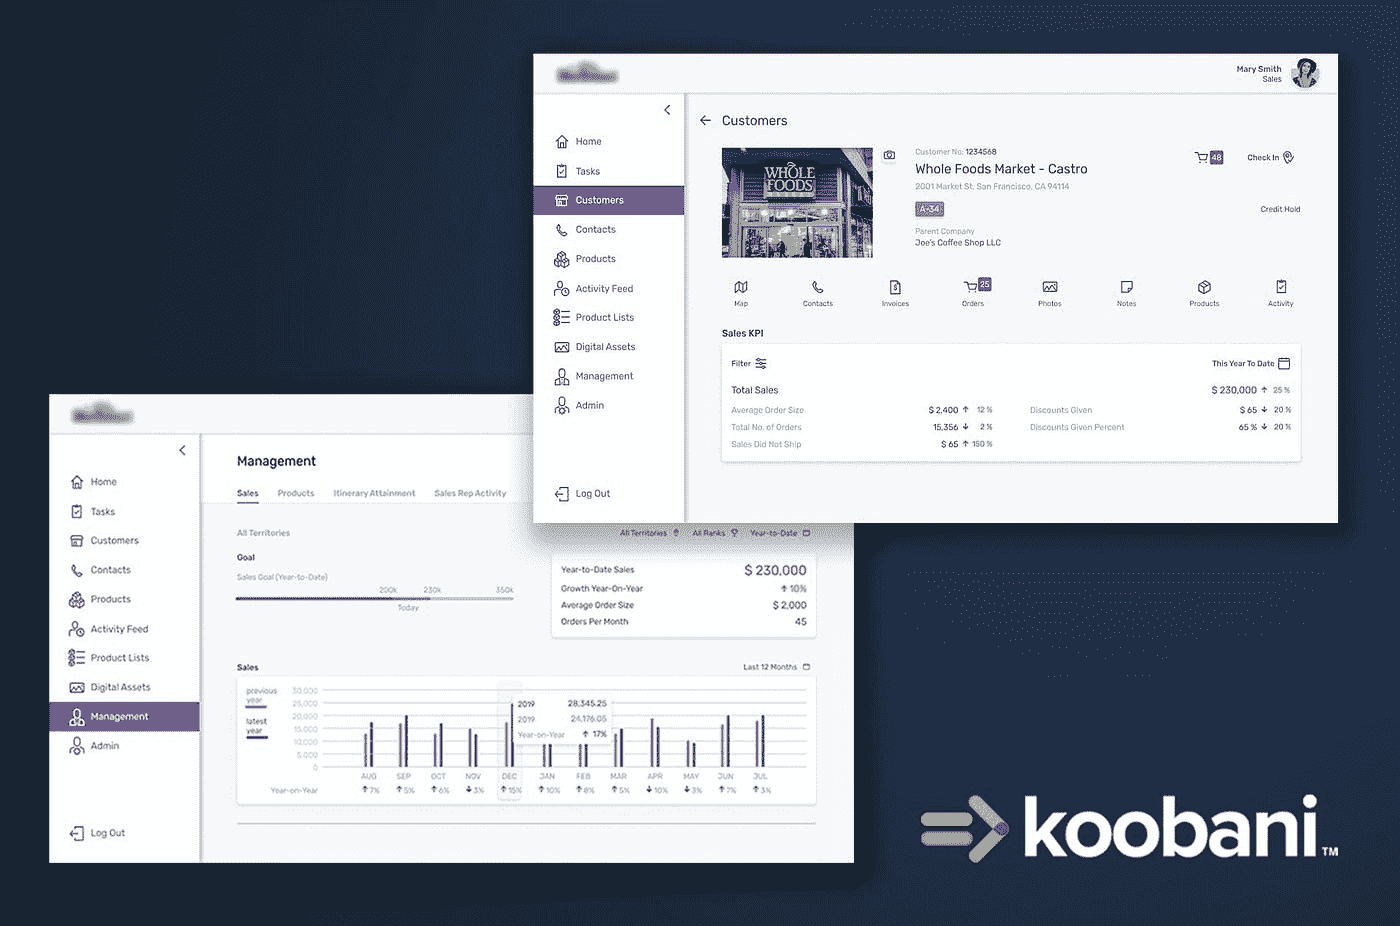 Mary Smith
Sales
Customers
Home
Tasks
Customers
Contacts
Products
Activity Feed
Product Lists
Digital Assets
Management
Admin
Log Out
WHOLE
FOODS
Customer No: 1234568
Whole Foods Market - Castro
2001 Market St. San Francisco, CA 94114
A-34
Parent Company
Joe's Coffee Shop LLC
48
Check In
Credit Hold
Map
Contacts
Invoices
25
Orders
Photos
Notes
Products
Activity
Sales KPI
Filter
This Year To Date
Total Sales
$ 230,000 ↑ 25 %
Average Order Size $ 2,400 ↑ 12 %
Discounts Given $ 65 ↓ 20 %
Total No. of Orders 15,356 ↓ 2 %
Discounts Given Percent 65 % ↓ 20 %
Sales Did Not Ship $ 65 ↑ 150 %
Home
Tasks
Customers
Contacts
Products
Activity Feed
Product Lists
Digital Assets
Management
Admin
Log Out
Management
Sales Products Itinerary Attainment Sales Rep Activity
All Territories
All Territories All Ranks Year-to-Date
Goal
Sales Goal (Year-to-Date)
200k 230k 350k
Today
Year-to-Date Sales $ 230,000
Growth Year-On-Year ↑ 10%
Average Order Size $ 2,000
Orders Per Month 45
Sales
Last 12 Months
previous
year
latest
year
30,000
25,000
20,000
15,000
10,000
5,000
0
2019 28,345.25
2019 24,176.05
Year-on-Year ↑ 17%
AUG SEP OCT NOV DEC JAN FEB MAR APR MAY JUN JUL
Year-on-Year ↑7% ↑5% ↑6% ↓3% ↑15% ↑10% ↑8% ↑5% ↓10% ↓3% ↑7% ↑3%
koobani™